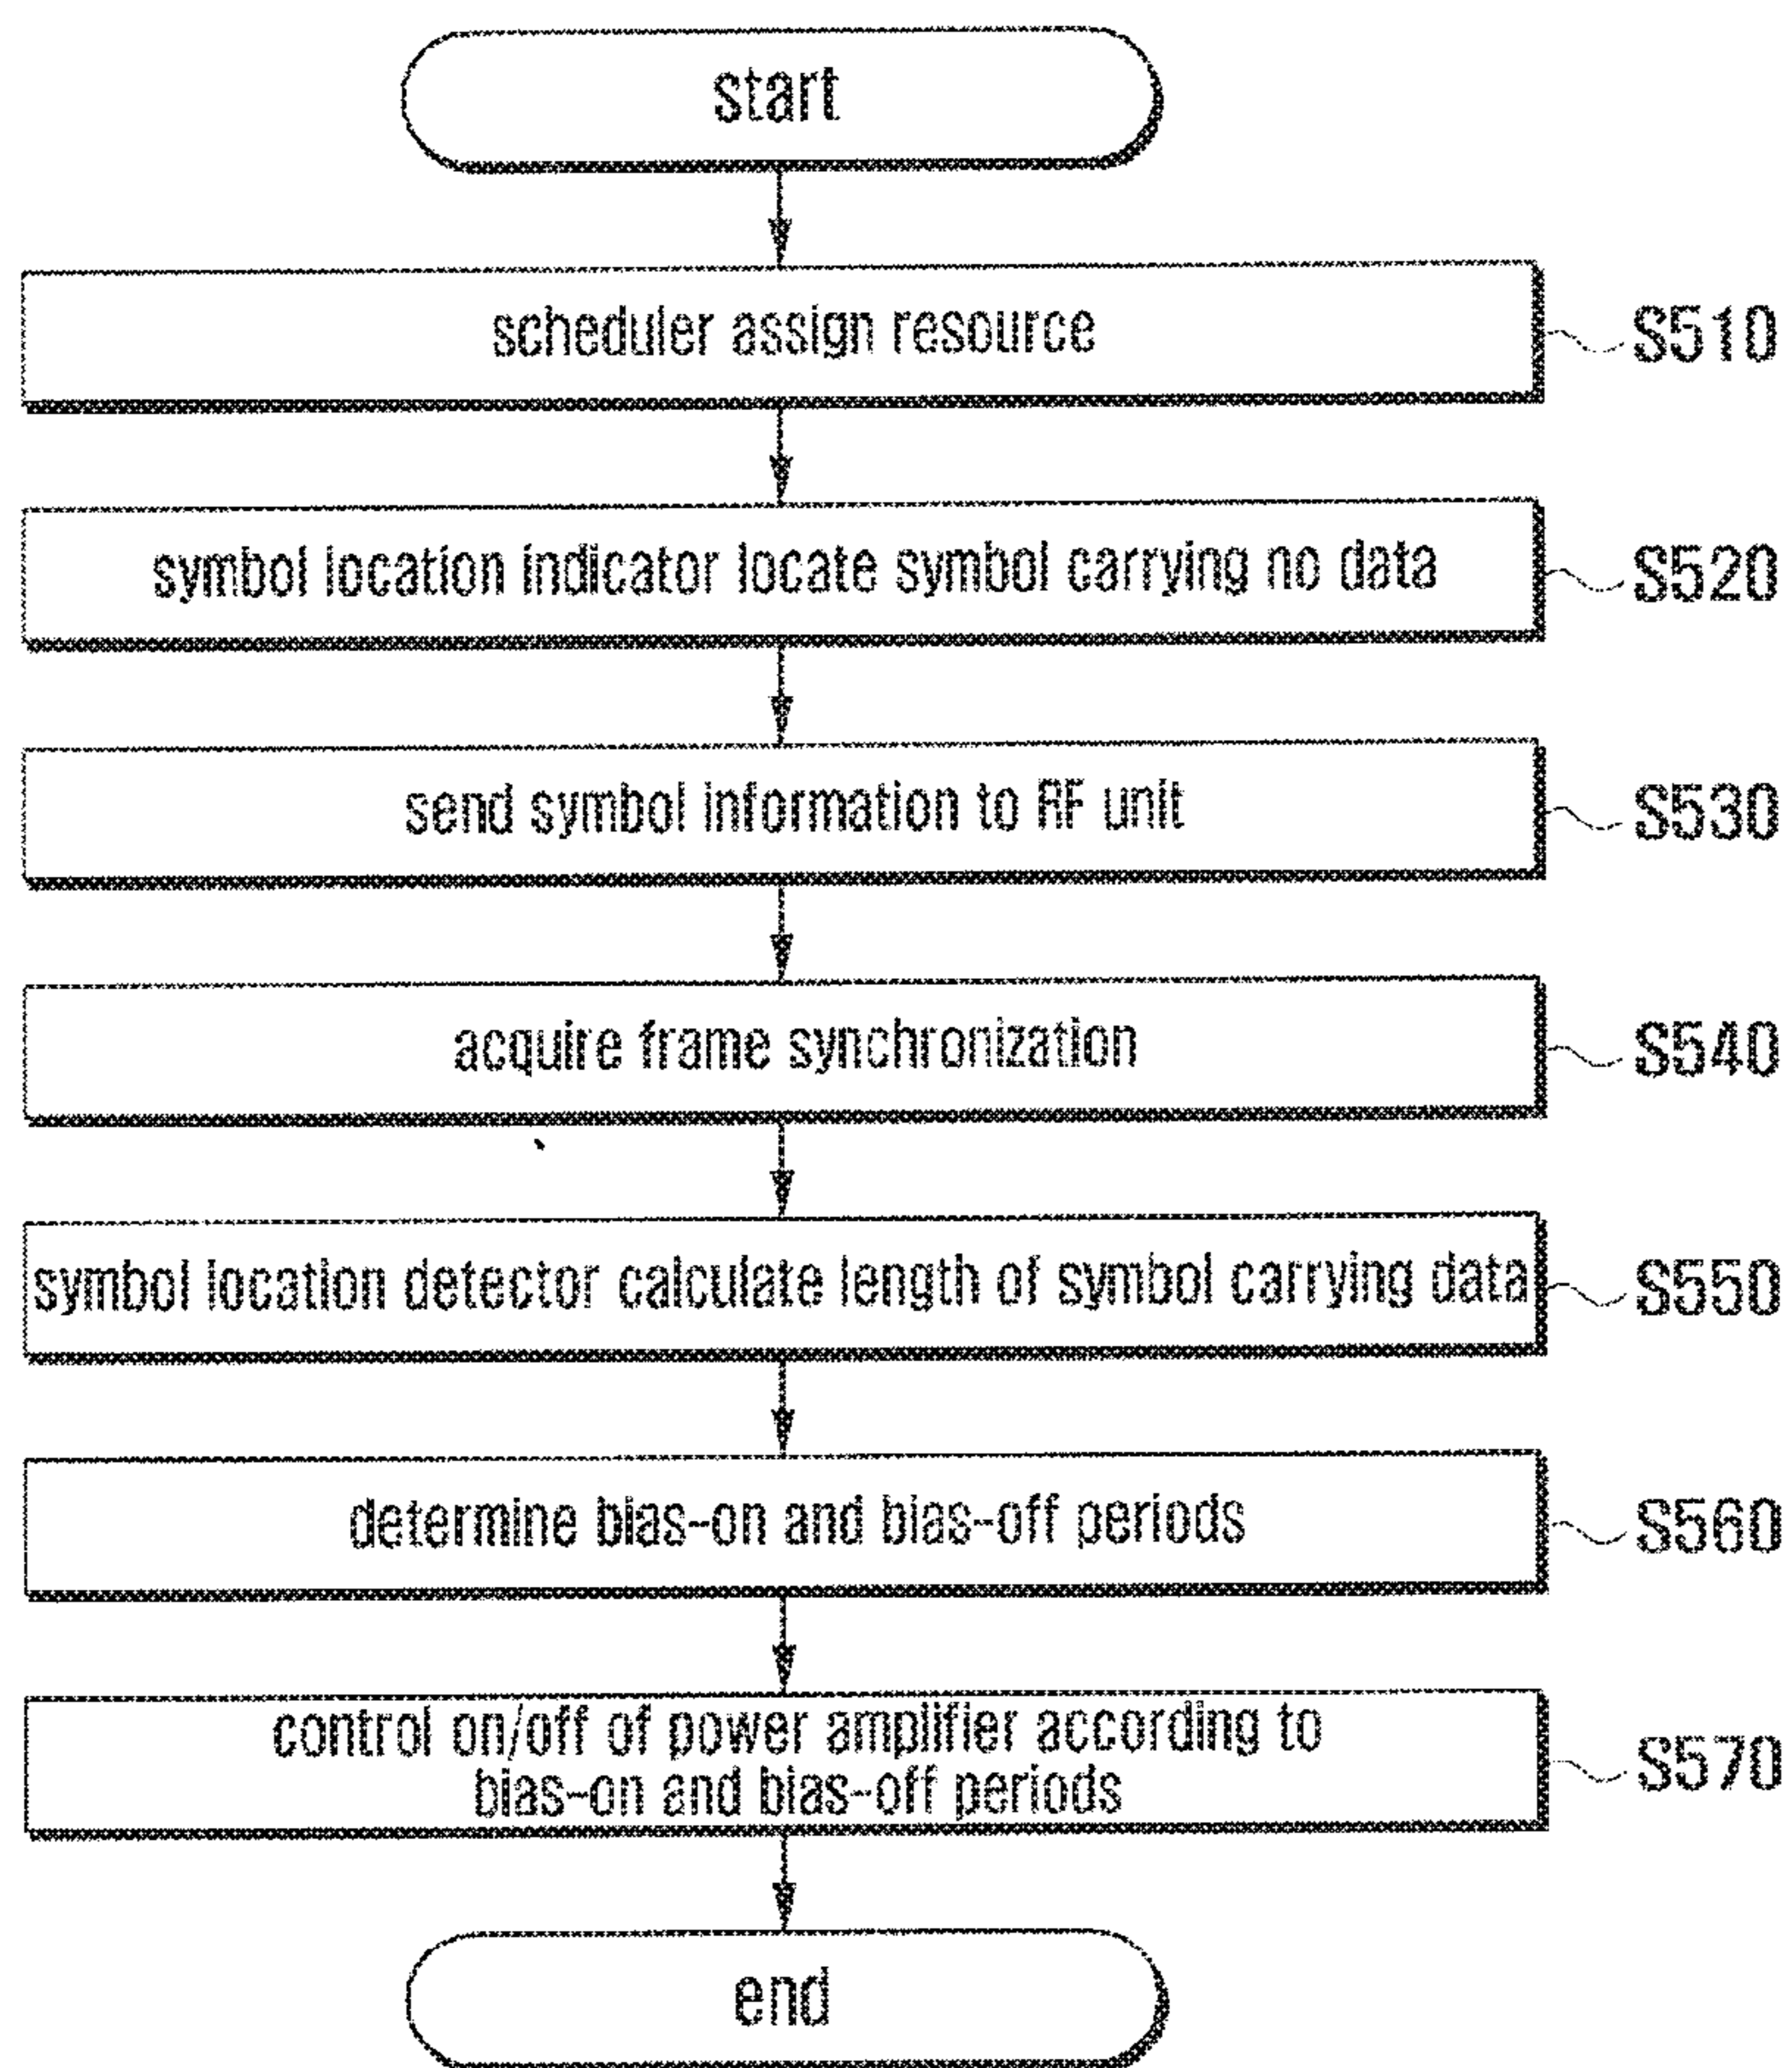 start
scheduler assign resource
S510
symbol location indicator locate symbol carrying no data
S520
send symbol information to RF unit
S530
acquire frame synchronization
S540
symbol location detector calculate length of symbol carrying data
S550
determine bias-on and bias-off periods
S560
control on/off of power amplifier according to
bias-on and bias-off periods
S570
end